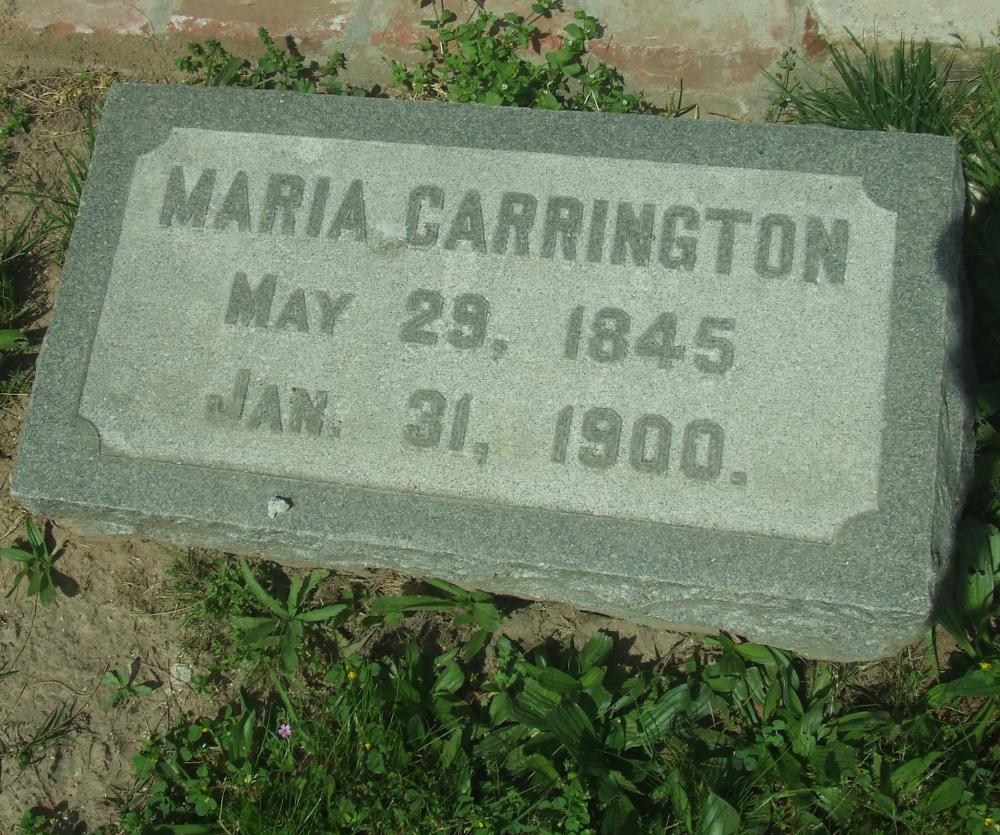 MARIA CARRINGTON
MAY 29, 1845
JAN. 31, 1900.